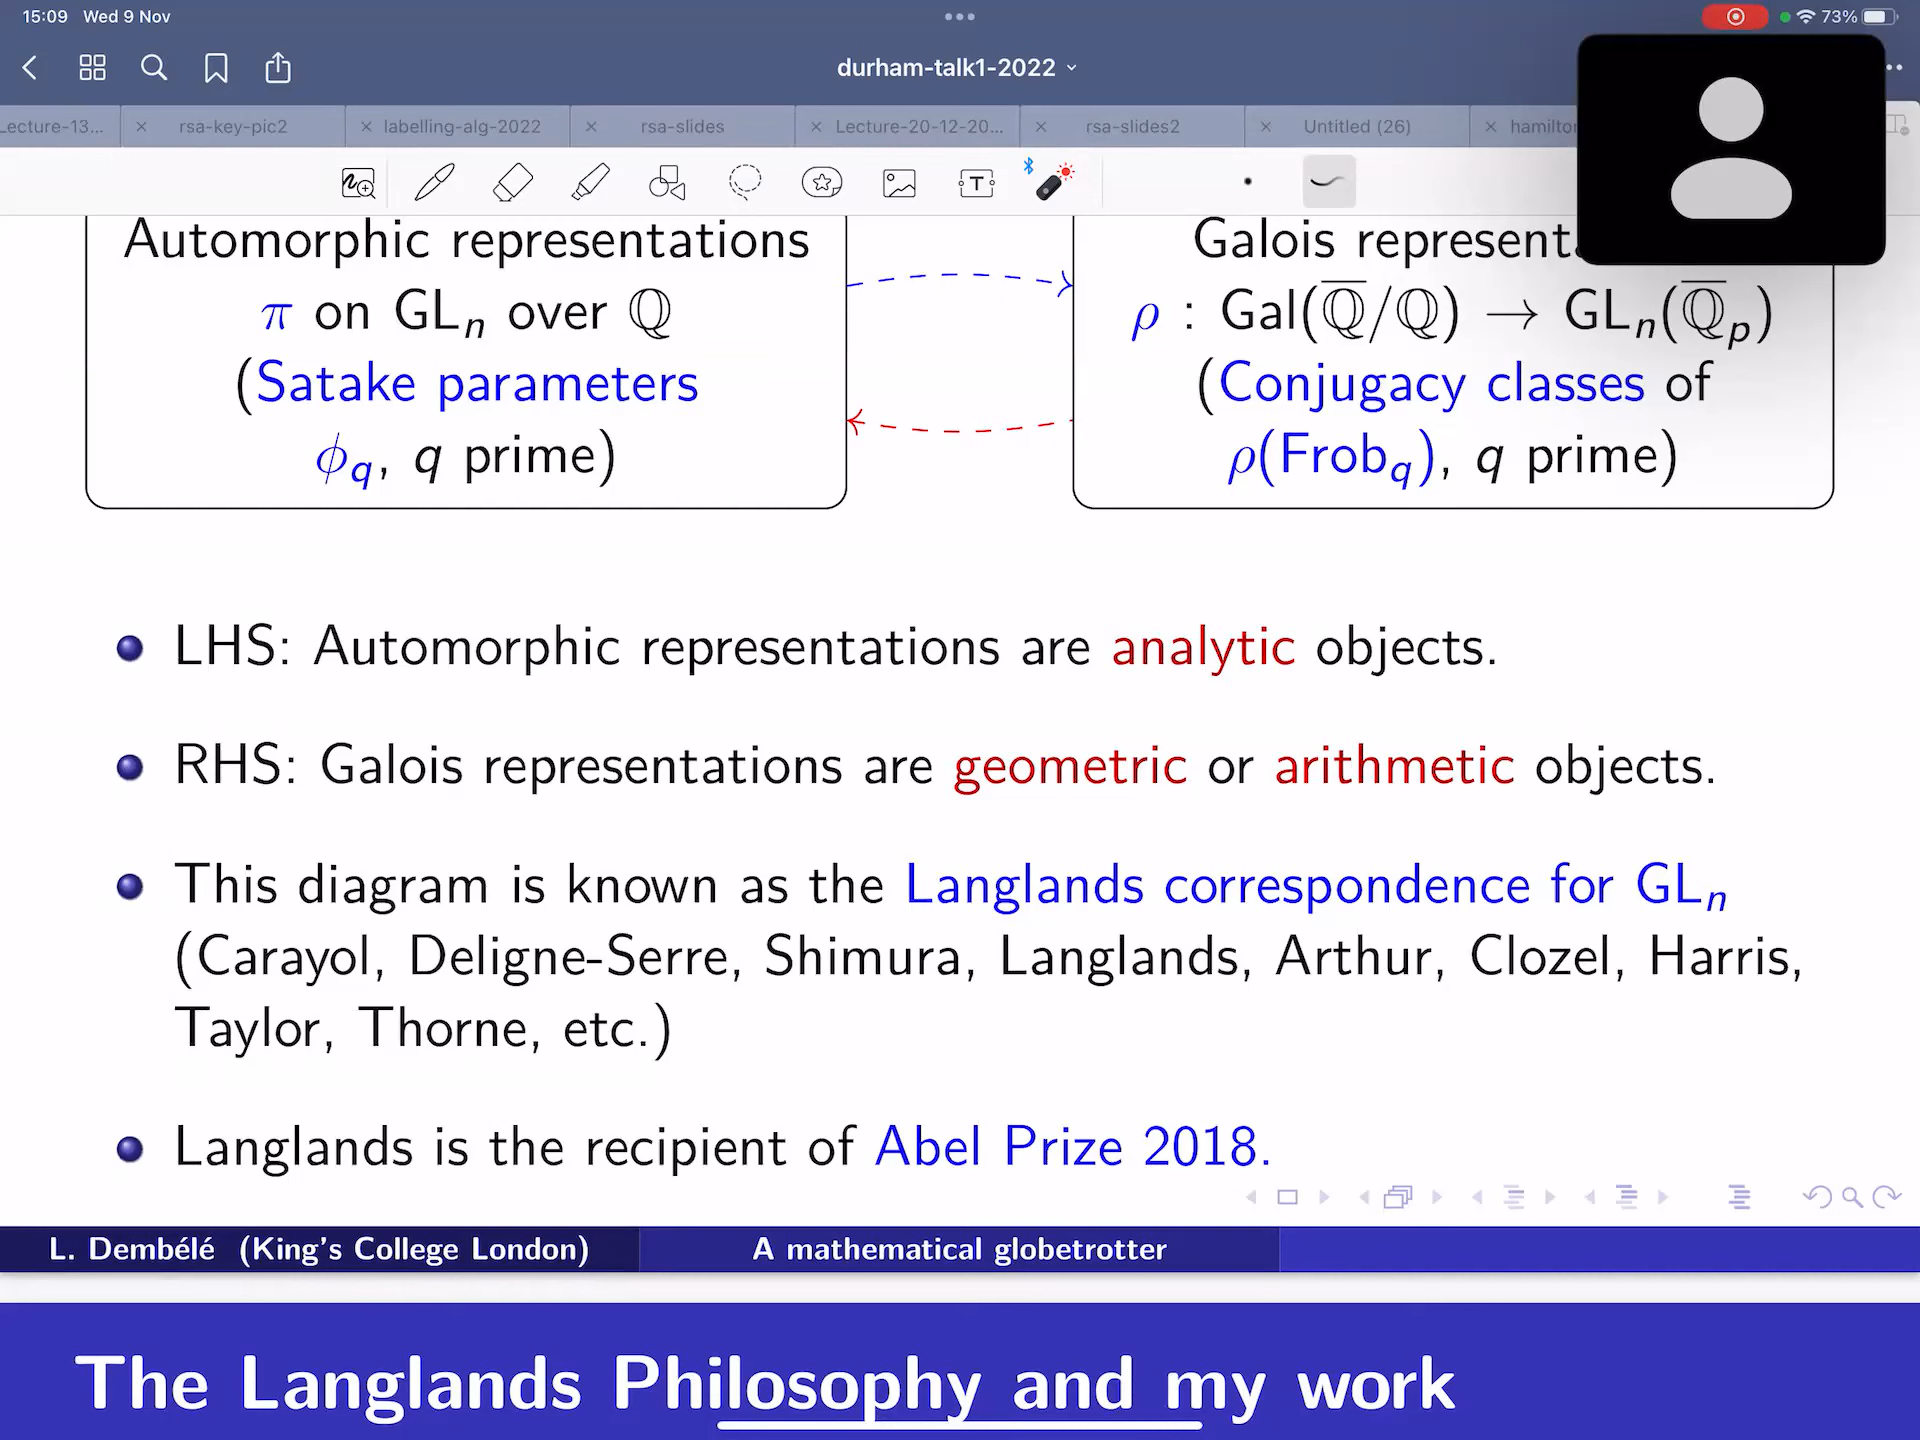 15:09 Wed 9 Nov
73%
durham-talk1-2022
Lecture-13... × rsa-key-pic2 × labelling-alg-2022 × rsa-slides × Lecture-20-12-20... × rsa-slides2 × Untitled (26) × hamilto
Automorphic representations
π on GLₙ over ℚ
(Satake parameters
ϕ_q, q prime)
Galois represent
ρ : Gal(ℚ̅/ℚ) → GLₙ(ℚ̅ₚ)
(Conjugacy classes of
ρ(Frob_q), q prime)
LHS: Automorphic representations are analytic objects.
RHS: Galois representations are geometric or arithmetic objects.
This diagram is known as the Langlands correspondence for GLₙ
(Carayol, Deligne-Serre, Shimura, Langlands, Arthur, Clozel, Harris,
Taylor, Thorne, etc.)
Langlands is the recipient of Abel Prize 2018.
L. Dembélé (King's College London) A mathematical globetrotter
The Langlands Philosophy and my work